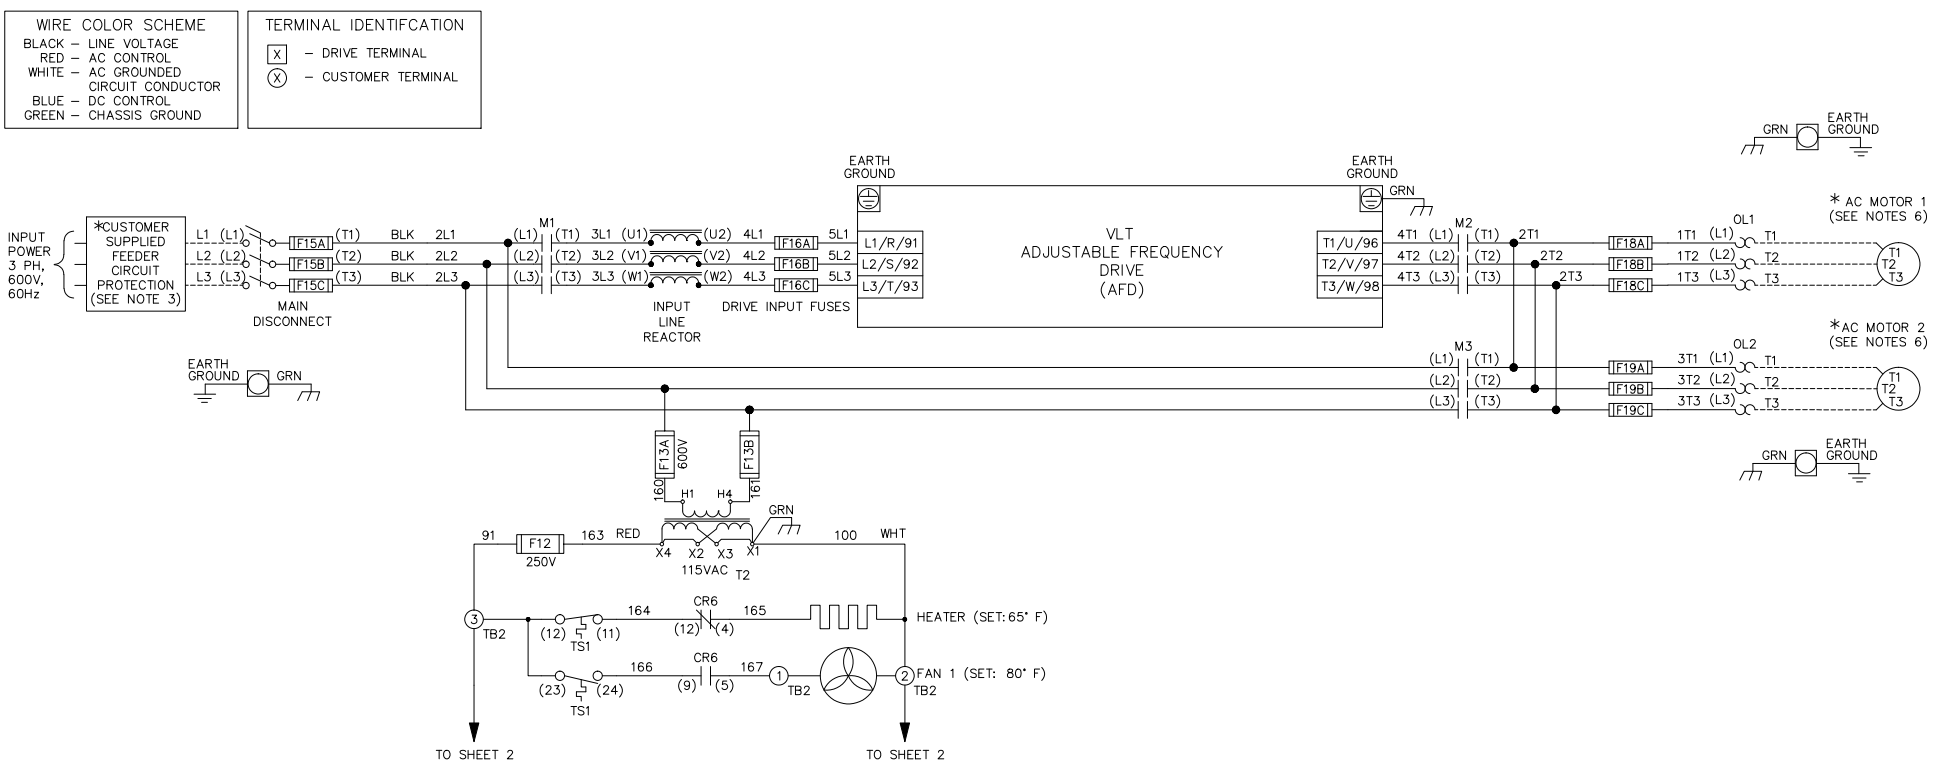 WIRE COLOR SCHEME
BLACK – LINE VOLTAGE
RED – AC CONTROL
WHITE – AC GROUNDED
CIRCUIT CONDUCTOR
BLUE – DC CONTROL
GREEN – CHASSIS GROUND
TERMINAL IDENTIFCATION
X – DRIVE TERMINAL
X – CUSTOMER TERMINAL
INPUT
POWER
3 PH,
600V,
60Hz
*CUSTOMER
SUPPLIED
FEEDER
CIRCUIT
PROTECTION
(SEE NOTE 3)
L1 (L1) F15A (T1) BLK 2L1 (L1) M1 (T1) 3L1 (U1) (U2) 4L1 F16A 5L1 L1/R/91
L2 (L2) F15B (T2) BLK 2L2 (L2) (T2) 3L2 (V1) (V2) 4L2 F16B 5L2 L2/S/92
L3 (L3) F15C (T3) BLK 2L3 (L3) (T3) 3L3 (W1) (W2) 4L3 F16C 5L3 L3/T/93
MAIN
DISCONNECT
INPUT
LINE
REACTOR
DRIVE INPUT FUSES
EARTH
GROUND
VLT
ADJUSTABLE FREQUENCY
DRIVE
(AFD)
EARTH
GROUND
GRN
T1/U/96 4T1 (L1) M2 (T1) 2T1 F18A 1T1 (L1) OL1 T1
T2/V/97 4T2 (L2) (T2) 2T2 F18B 1T2 (L2) T2
T3/W/98 4T3 (L3) (T3) 2T3 F18C 1T3 (L3) T3
GRN
EARTH
GROUND
* AC MOTOR 1
(SEE NOTES 6)
T1
T2
T3
EARTH
GROUND
GRN
(L1) M3 (T1) F19A 3T1 (L1) OL2 T1
(L2) (T2) F19B 3T2 (L2) T2
(L3) (T3) F19C 3T3 (L3) T3
*AC MOTOR 2
(SEE NOTES 6)
T1
T2
T3
GRN
EARTH
GROUND
F13A
600V
F13B
160
161
H1 H4
GRN
91 F12 163 RED
250V
X4 X2 X3 X1
100 WHT
115VAC T2
3
TB2
(12) (11)
TS1
164
CR6
(12) (4)
165
HEATER (SET:65° F)
(23) (24)
TS1
166
CR6
(9) (5)
167
1
TB2
2
TB2
FAN 1 (SET: 80° F)
TO SHEET 2
TO SHEET 2